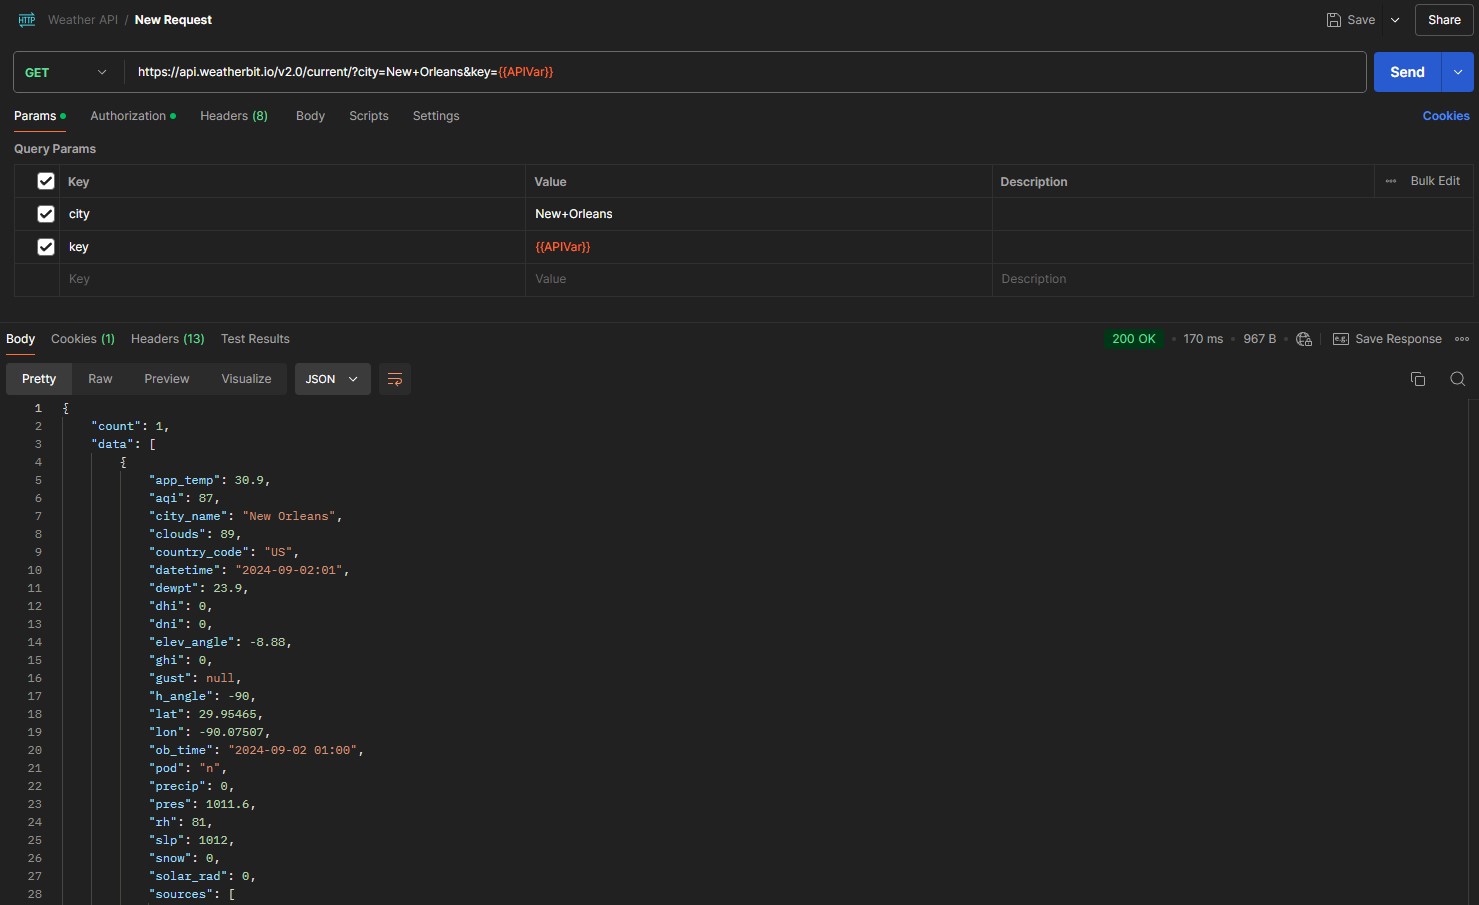 HTTP Weather API / New Request Save Share
GET https://api.weatherbit.io/v2.0/current/?city=New+Orleans&key={{APIVar}} Send
Params Authorization Headers (8) Body Scripts Settings Cookies
Query Params
Key Value Description Bulk Edit
city New+Orleans
key {{APIVar}}
Key Value Description
Body Cookies (1) Headers (13) Test Results 200 OK 170 ms 967 B e.g. Save Response
Pretty Raw Preview Visualize JSON
1 {
2 "count": 1,
3 "data": [
4 {
5 "app_temp": 30.9,
6 "aqi": 87,
7 "city_name": "New Orleans",
8 "clouds": 89,
9 "country_code": "US",
10 "datetime": "2024-09-02:01",
11 "dewpt": 23.9,
12 "dhi": 0,
13 "dni": 0,
14 "elev_angle": -8.88,
15 "ghi": 0,
16 "gust": null,
17 "h_angle": -90,
18 "lat": 29.95465,
19 "lon": -90.07507,
20 "ob_time": "2024-09-02 01:00",
21 "pod": "n",
22 "precip": 0,
23 "pres": 1011.6,
24 "rh": 81,
25 "slp": 1012,
26 "snow": 0,
27 "solar_rad": 0,
28 "sources": [